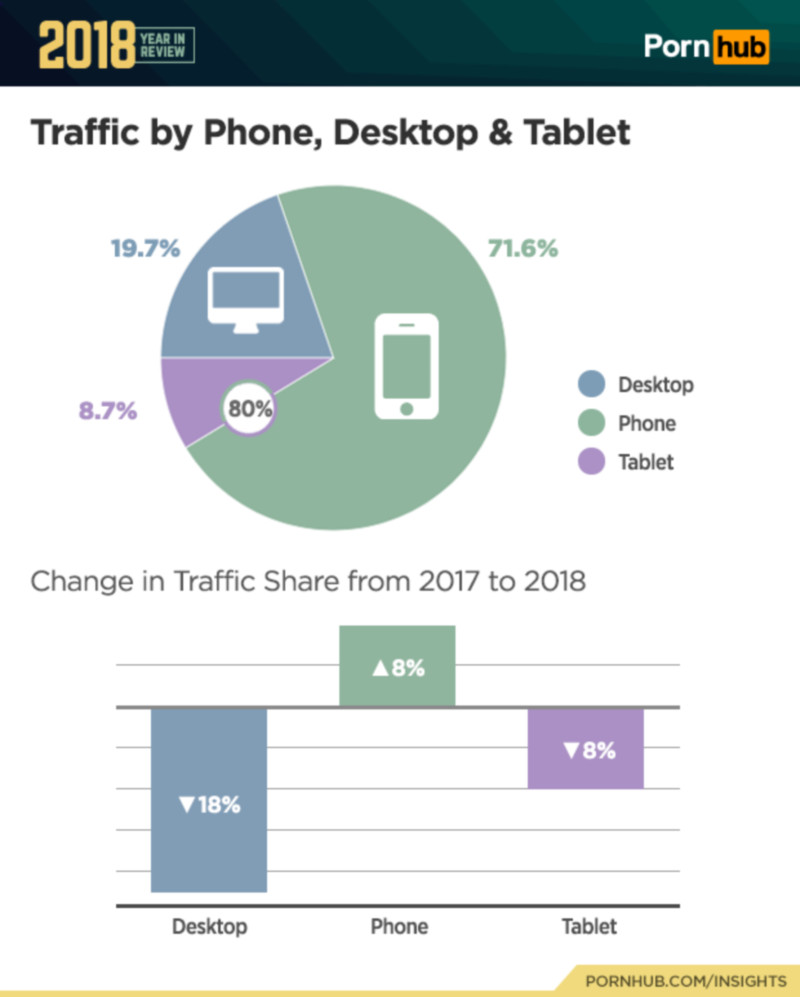 2018 YEAR IN
REVIEW
Porn hub
Traffic by Phone, Desktop & Tablet
19.7%
71.6%
8.7%
80%
Desktop
Phone
Tablet
Change in Traffic Share from 2017 to 2018
▲8%
▼8%
▼18%
Desktop
Phone
Tablet
PORNHUB.COM/INSIGHTS